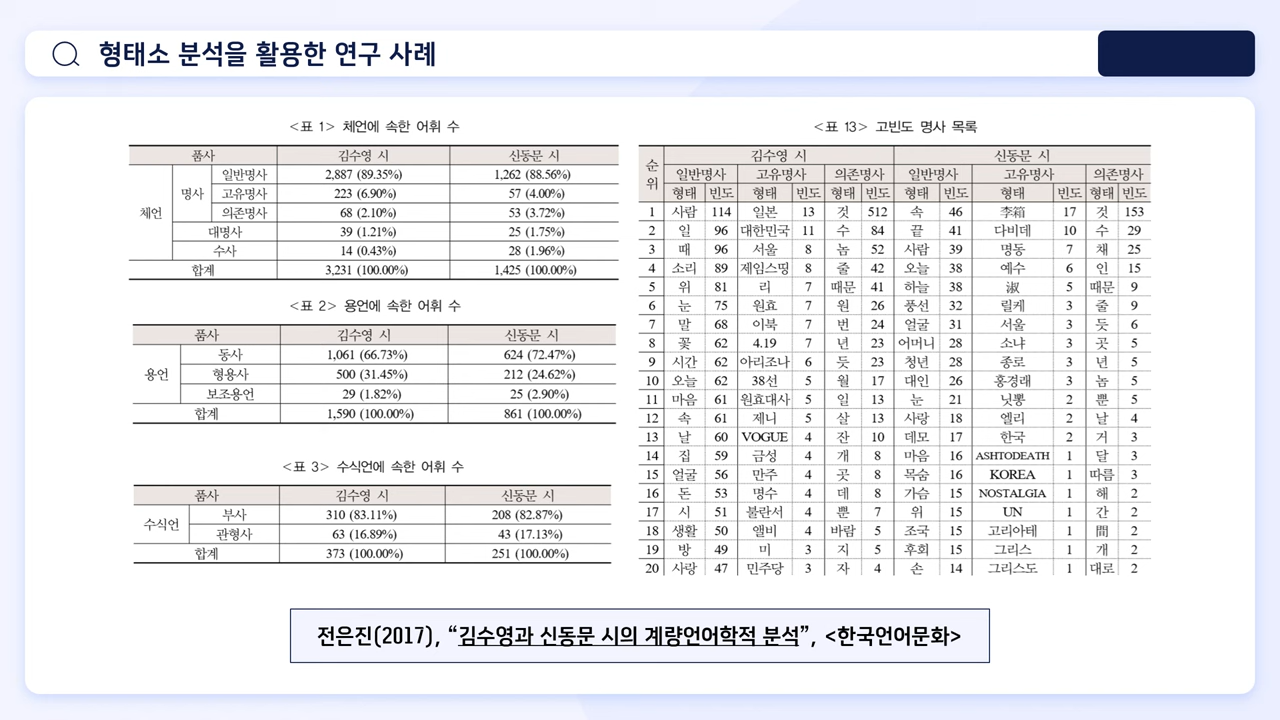 형태소 분석을 활용한 연구 사례
<표 1> 체언에 속한 어휘 수
품사 김수영 시 신동문 시
체언 명사 일반명사 2,887 (89.35%) 1,262 (88.56%)
고유명사 223 (6.90%) 57 (4.00%)
의존명사 68 (2.10%) 53 (3.72%)
대명사 39 (1.21%) 25 (1.75%)
수사 14 (0.43%) 28 (1.96%)
합계 3,231 (100.00%) 1,425 (100.00%)
<표 2> 용언에 속한 어휘 수
품사 김수영 시 신동문 시
용언 동사 1,061 (66.73%) 624 (72.47%)
형용사 500 (31.45%) 212 (24.62%)
보조용언 29 (1.82%) 25 (2.90%)
합계 1,590 (100.00%) 861 (100.00%)
<표 3> 수식언에 속한 어휘 수
품사 김수영 시 신동문 시
수식언 부사 310 (83.11%) 208 (82.87%)
관형사 63 (16.89%) 43 (17.13%)
합계 373 (100.00%) 251 (100.00%)
<표 13> 고빈도 명사 목록
순위 김수영 시 신동문 시
일반명사 고유명사 의존명사 일반명사 고유명사 의존명사
형태 빈도 형태 빈도 형태 빈도 형태 빈도 형태 빈도 형태 빈도
1 사람 114 일본 13 것 512 속 46 李箱 17 것 153
2 일 96 대한민국 11 수 84 끝 41 다비데 10 수 29
3 때 96 서울 8 놈 52 사람 39 명동 7 채 25
4 소리 89 제임스띵 8 줄 42 오늘 38 예수 6 인 15
5 위 81 리 7 때문 41 하늘 38 淑 5 때문 9
6 눈 75 원효 7 원 26 풍선 32 릴케 3 줄 9
7 말 68 이북 7 번 24 얼굴 31 서울 3 듯 6
8 꽃 62 4.19 7 년 23 어머니 28 소냐 3 곳 5
9 시간 62 아리조나 6 듯 23 청년 28 종로 3 년 5
10 오늘 62 38선 5 월 17 대인 26 홍경래 3 놈 5
11 마음 61 원효대사 5 일 13 눈 21 닛뽕 2 뿐 5
12 속 61 제니 5 살 13 사랑 18 엘리 2 날 4
13 날 60 VOGUE 4 잔 10 데모 17 한국 2 거 3
14 집 59 금성 4 개 8 마음 16 ASHTODEATH 1 달 3
15 얼굴 56 만주 4 곳 8 목숨 16 KOREA 1 따름 3
16 돈 53 명수 4 데 8 가슴 15 NOSTALGIA 1 해 2
17 시 51 불란서 4 뿐 7 위 15 UN 1 간 2
18 생활 50 앨비 4 바람 5 조국 15 고리아테 1 間 2
19 방 49 미 3 지 5 후회 15 그리스 1 개 2
20 사랑 47 민주당 3 자 4 손 14 그리스도 1 대로 2
전은진(2017), “김수영과 신동문 시의 계량언어학적 분석”, <한국언어문화>